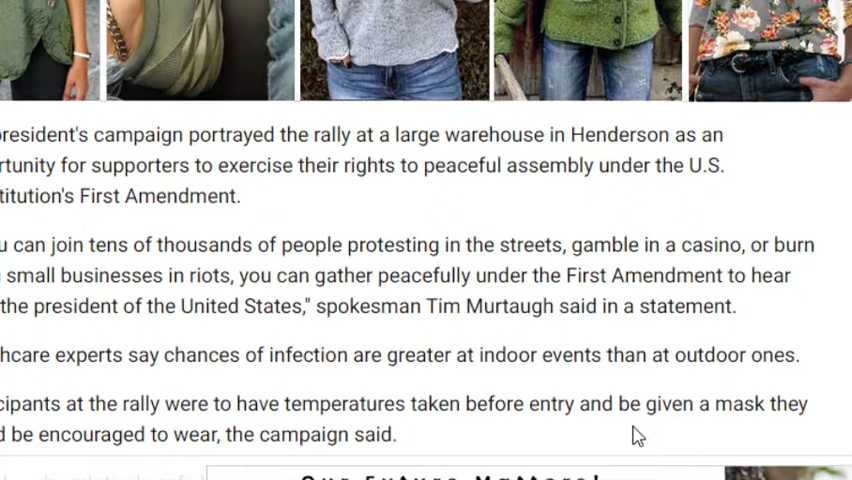 president's campaign portrayed the rally at a large warehouse in Henderson as an
rtunity for supporters to exercise their rights to peaceful assembly under the U.S.
titution's First Amendment.
u can join tens of thousands of people protesting in the streets, gamble in a casino, or burn
small businesses in riots, you can gather peacefully under the First Amendment to hear
the president of the United States," spokesman Tim Murtaugh said in a statement.
hcare experts say chances of infection are greater at indoor events than at outdoor ones.
cipants at the rally were to have temperatures taken before entry and be given a mask they
d be encouraged to wear, the campaign said.
Our Future Matters!